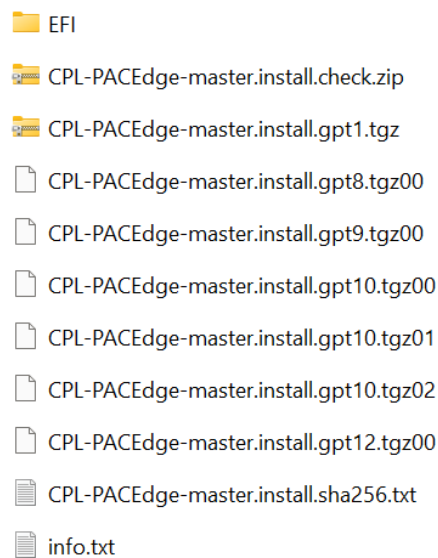 EFI
CPL-PACEdge-master.install.check.zip
CPL-PACEdge-master.install.gpt1.tgz
CPL-PACEdge-master.install.gpt8.tgz00
CPL-PACEdge-master.install.gpt9.tgz00
CPL-PACEdge-master.install.gpt10.tgz00
CPL-PACEdge-master.install.gpt10.tgz01
CPL-PACEdge-master.install.gpt10.tgz02
CPL-PACEdge-master.install.gpt12.tgz00
CPL-PACEdge-master.install.sha256.txt
info.txt